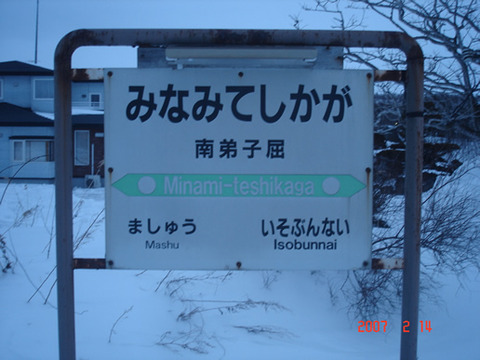 みなみてしかが
南弟子屈
Minami-teshikaga
ましゅう いそぶんない
Mashu Isobunnai
2007. 2 14